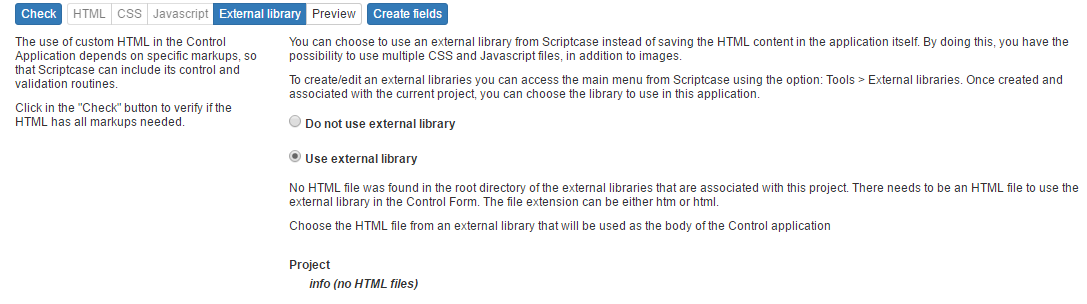 Check HTML CSS Javascript External library Preview Create fields
The use of custom HTML in the Control
Application depends on specific markups, so
that Scriptcase can include its control and
validation routines.
Click in the "Check" button to verify if the
HTML has all markups needed.
You can choose to use an external library from Scriptcase instead of saving the HTML content in the application itself. By doing this, you have the
possibility to use multiple CSS and Javascript files, in addition to images.
To create/edit an external libraries you can access the main menu from Scriptcase using the option: Tools > External libraries. Once created and
associated with the current project, you can choose the library to use in this application.
Do not use external library
Use external library
No HTML file was found in the root directory of the external libraries that are associated with this project. There needs to be an HTML file to use the
external library in the Control Form. The file extension can be either htm or html.
Choose the HTML file from an external library that will be used as the body of the Control application
Project
info (no HTML files)